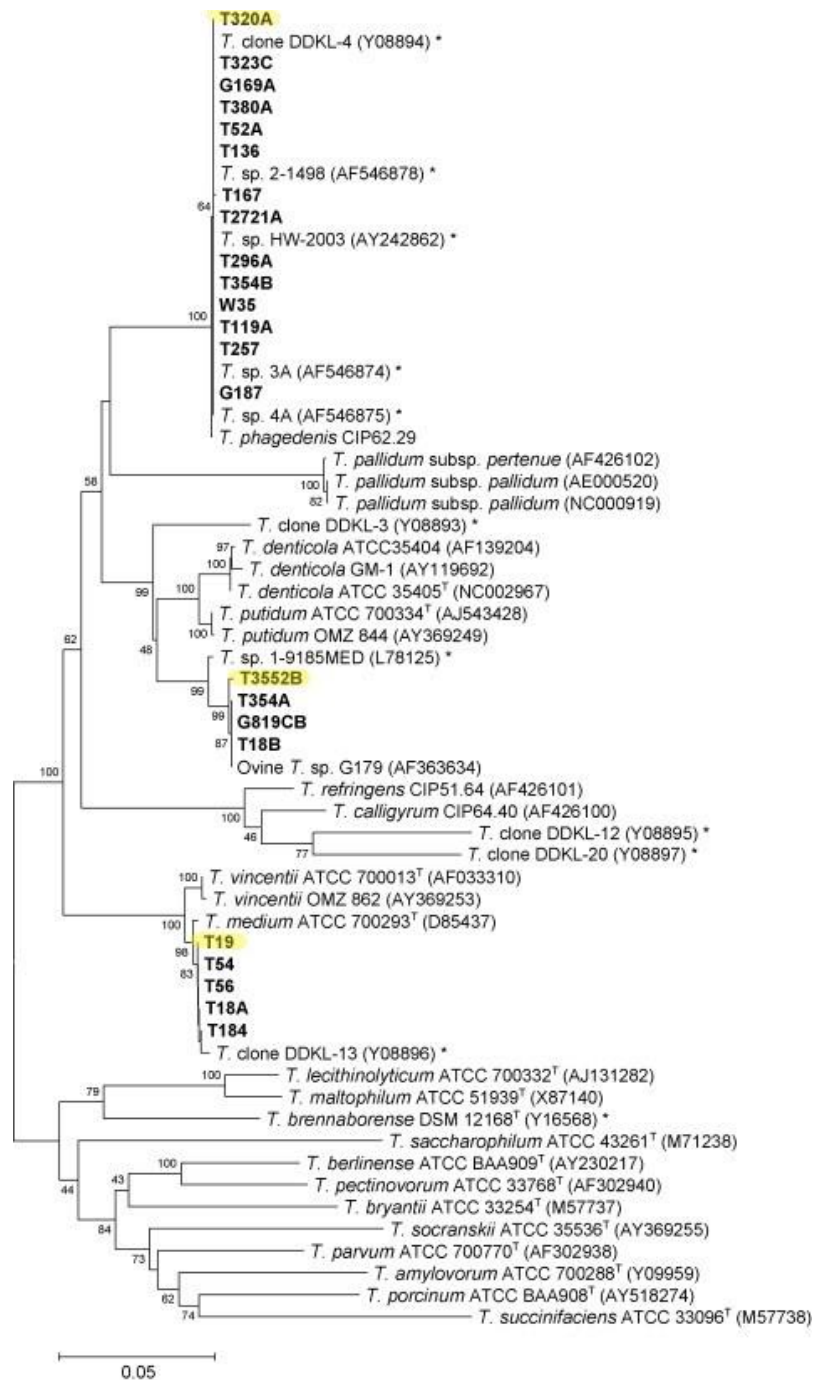 T320A
T. clone DDKL-4 (Y08894) *
T323C
G169A
T380A
T52A
T136
T. sp. 2-1498 (AF546878) *
T167
64
T2721A
T. sp. HW-2003 (AY242862) *
T296A
T354B
W35
100
T119A
T257
T. sp. 3A (AF546874) *
G187
T. sp. 4A (AF546875) *
T. phagedenis CIP62.29
T. pallidum subsp. pertenue (AF426102)
58
100
T. pallidum subsp. pallidum (AE000520)
82
T. pallidum subsp. pallidum (NC000919)
T. clone DDKL-3 (Y08893) *
97
T. denticola ATCC35404 (AF139204)
100
T. denticola GM-1 (AY119692)
99
100
T. denticola ATCC 35405T (NC002967)
T. putidum ATCC 700334T (AJ543428)
100
T. putidum OMZ 844 (AY369249)
62
48
T. sp. 1-9185MED (L78125) *
99
T3552B
T354A
99
G819CB
87
T18B
Ovine T. sp. G179 (AF363634)
100
T. refringens CIP51.64 (AF426101)
100
T. calligyrum CIP64.40 (AF426100)
46
T. clone DDKL-12 (Y08895) *
77
T. clone DDKL-20 (Y08897) *
100
T. vincentii ATCC 700013T (AF033310)
T. vincentii OMZ 862 (AY369253)
100
T. medium ATCC 700293T (D85437)
98
T19
83
T54
T56
T18A
T184
T. clone DDKL-13 (Y08896) *
100
T. lecithinolyticum ATCC 700332T (AJ131282)
79
T. maltophilum ATCC 51939T (X87140)
T. brennaborense DSM 12168T (Y16568) *
T. saccharophilum ATCC 43261T (M71238)
100
T. berlinense ATCC BAA909T (AY230217)
44
43
T. pectinovorum ATCC 33768T (AF302940)
T. bryantii ATCC 33254T (M57737)
84
T. socranskii ATCC 35536T (AY369255)
73
T. parvum ATCC 700770T (AF302938)
T. amylovorum ATCC 700288T (Y09959)
62
T. porcinum ATCC BAA908T (AY518274)
74
T. succinifaciens ATCC 33096T (M57738)
0.05